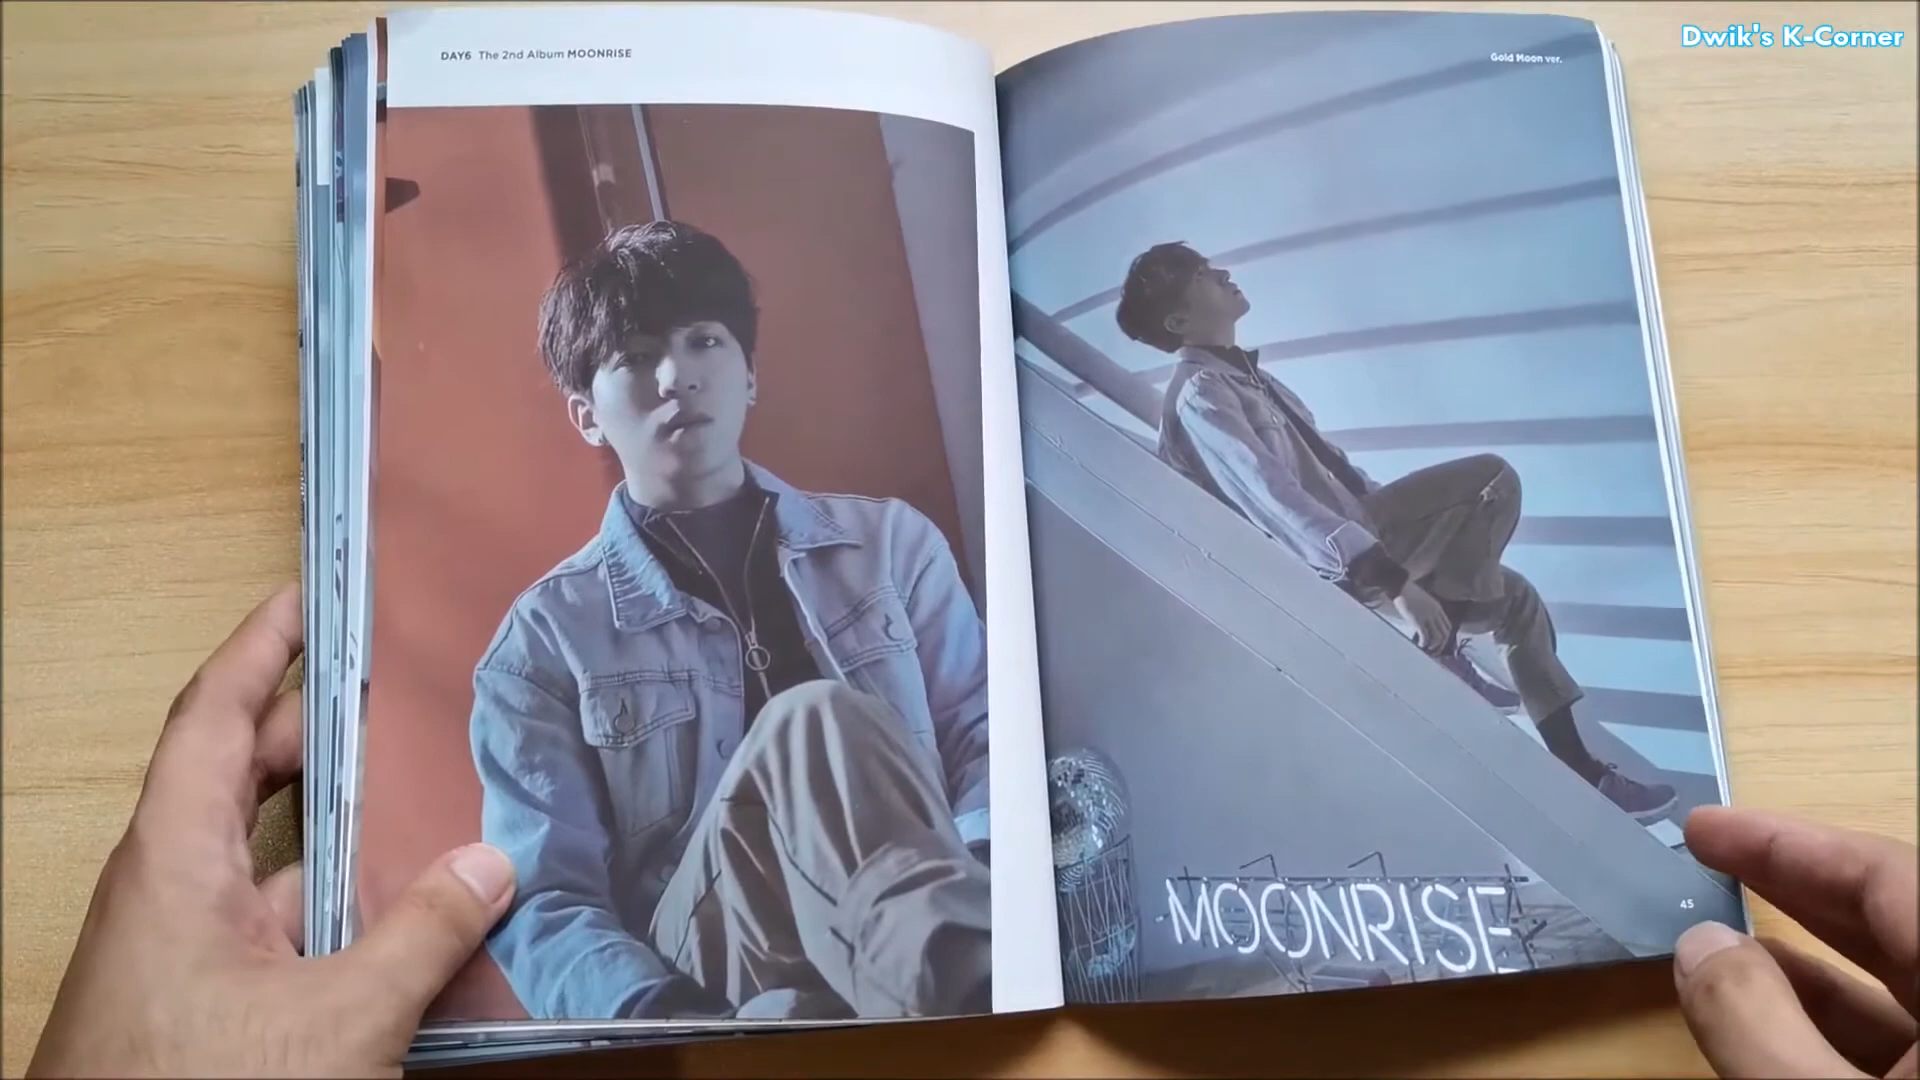 Dwik's K-Corner
DAY6 The 2nd Album MOONRISE
Gold Moon ver.
MOONRISE
45